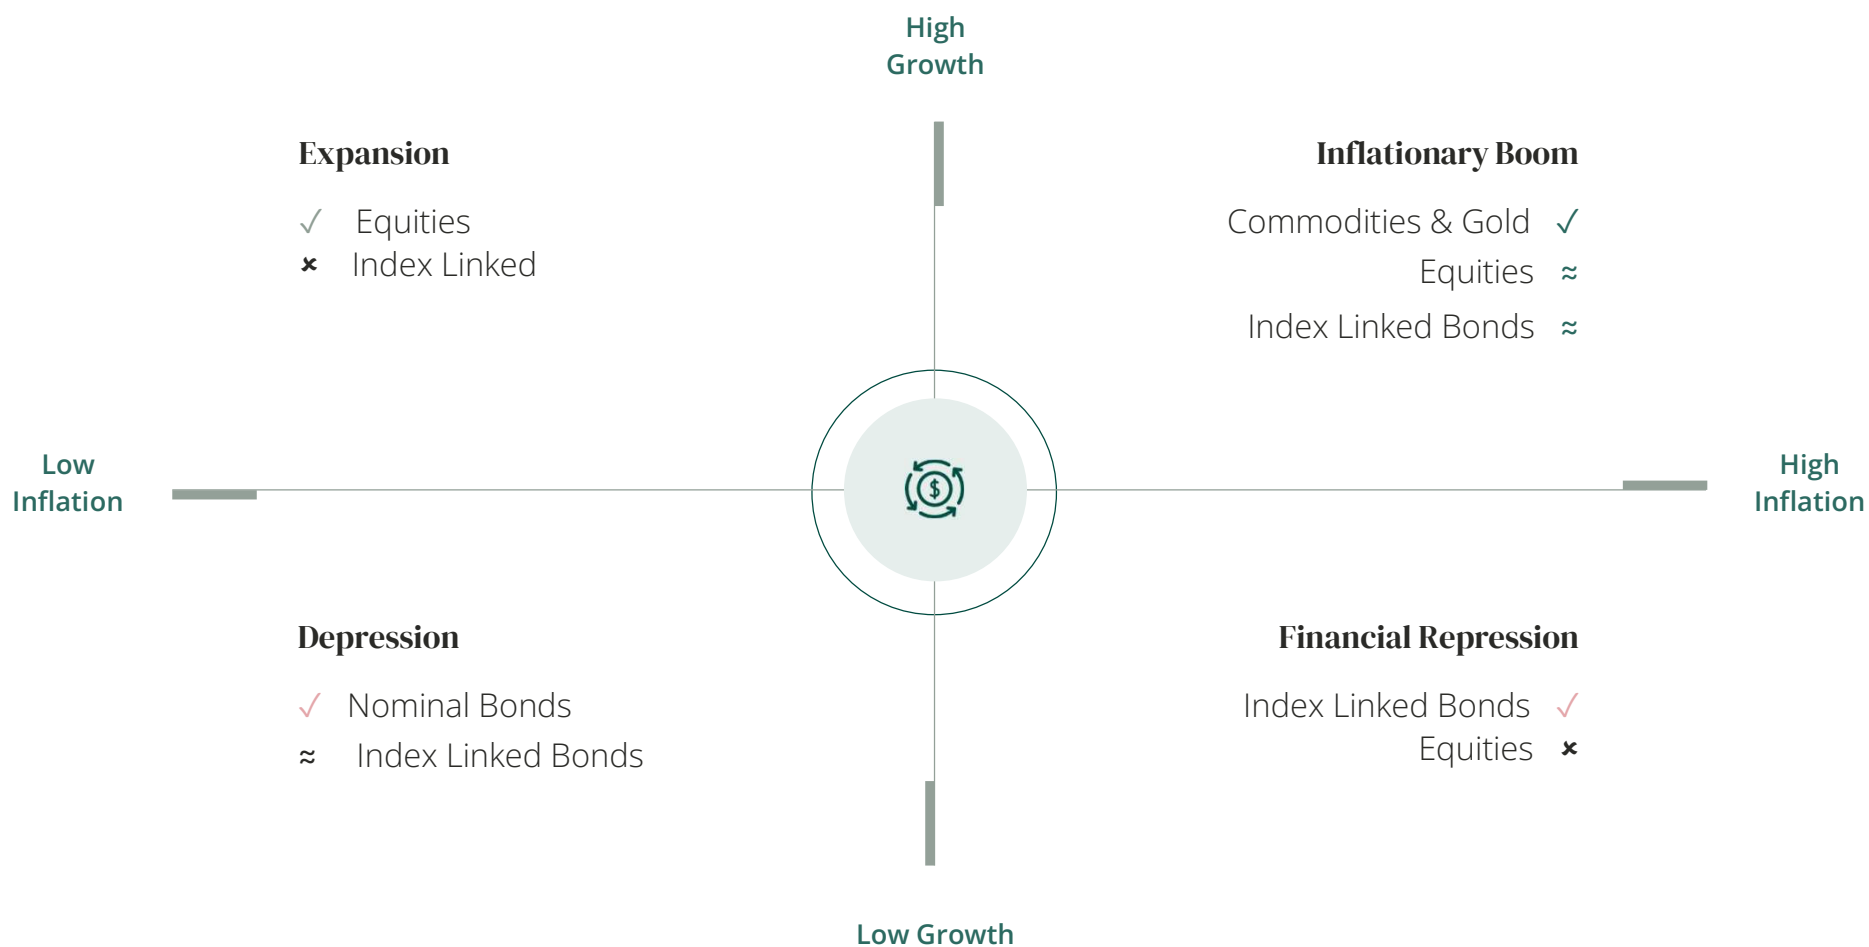 High
Growth
Expansion
✓ Equities
✘ Index Linked
Inflationary Boom
Commodities & Gold ✓
Equities ≈
Index Linked Bonds ≈
Low
Inflation
$
High
Inflation
Depression
✓ Nominal Bonds
≈ Index Linked Bonds
Financial Repression
Index Linked Bonds ✓
Equities ✘
Low Growth